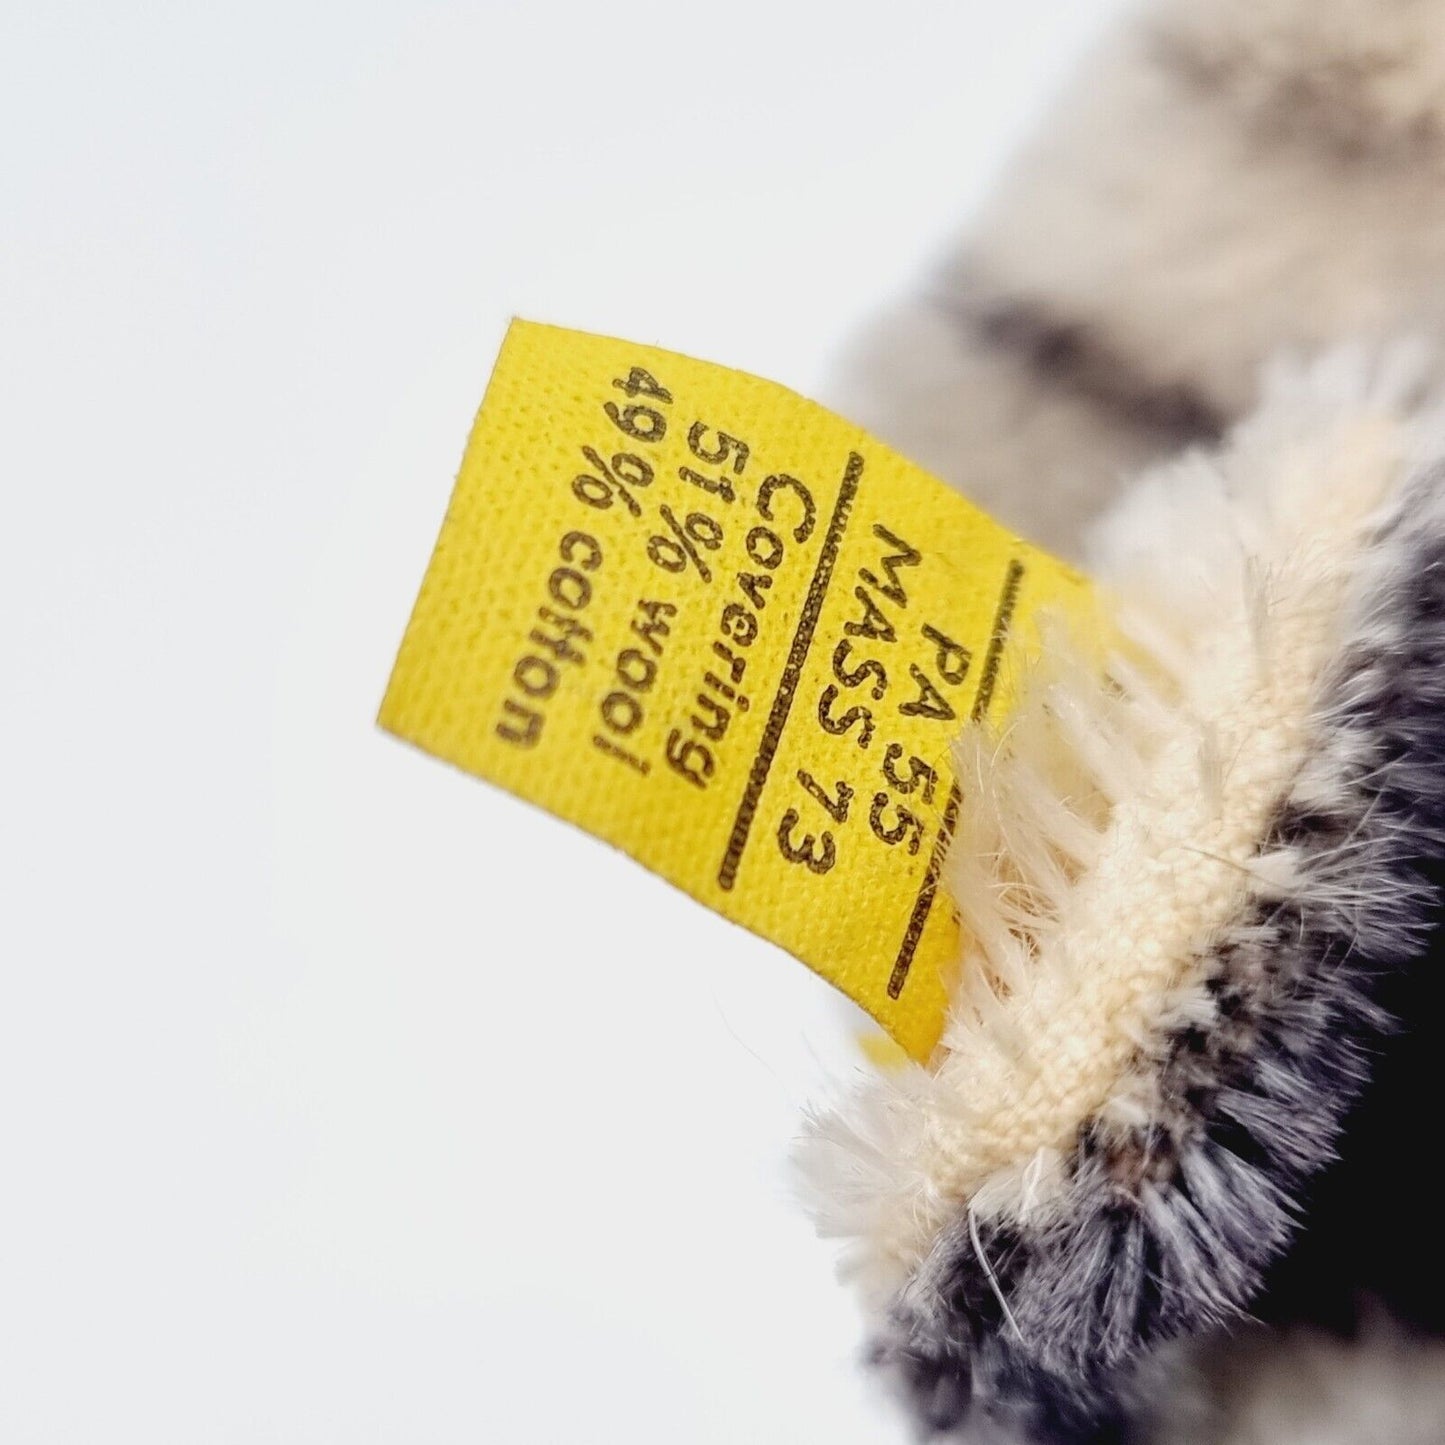 PA 55
MASS 73
Covering
51% wool
49% cotton